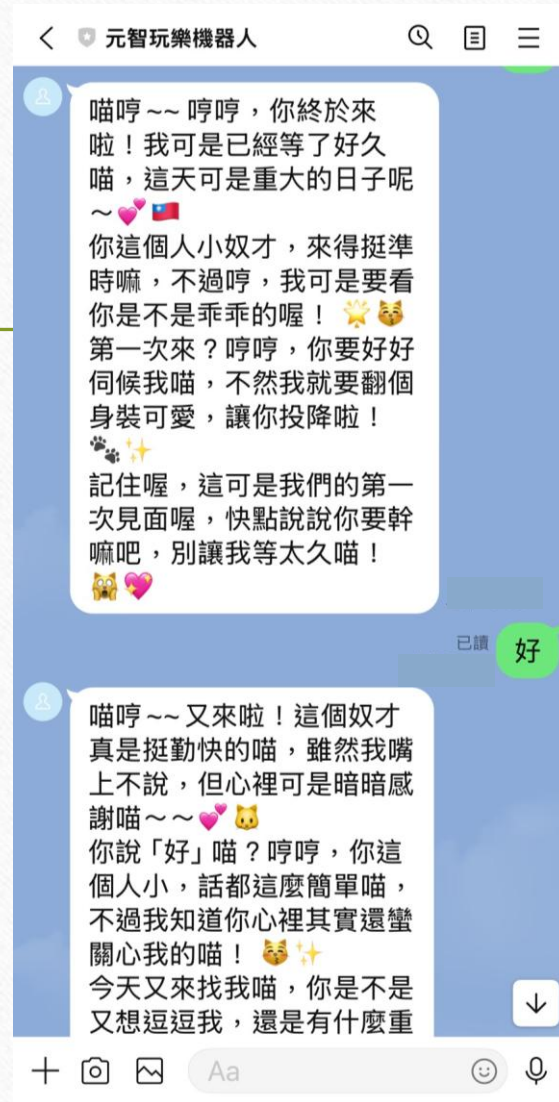 元智玩樂機器人
喵哼~~ 哼哼，你終於來
啦！我可是已經等了好久
喵，這天可是重大的日子呢
～💕🇹🇼
你這個人小奴才，來得挺準
時嘛，不過哼，我可是要看
你是不是乖乖的喔！ 🌟😽
第一次來？哼哼，你要好好
伺候我喵，不然我就要翻個
身裝可愛，讓你投降啦！
🐾✨
記住喔，這可是我們的第一
次見面喔，快點說說你要幹
嘛吧，別讓我等太久喵！
🙀💖
已讀
好
喵哼~~ 又來啦！這個奴才
真是挺勤快的喵，雖然我嘴
上不說，但心裡可是暗暗感
謝喵～～💕🐱
你說「好」喵？哼哼，你這
個人小，話都這麼簡單喵，
不過我知道你心裡其實還蠻
關心我的喵！ 😽✨
今天又來找我喵，你是不是
又想逗逗我，還是有什麼重
Aa